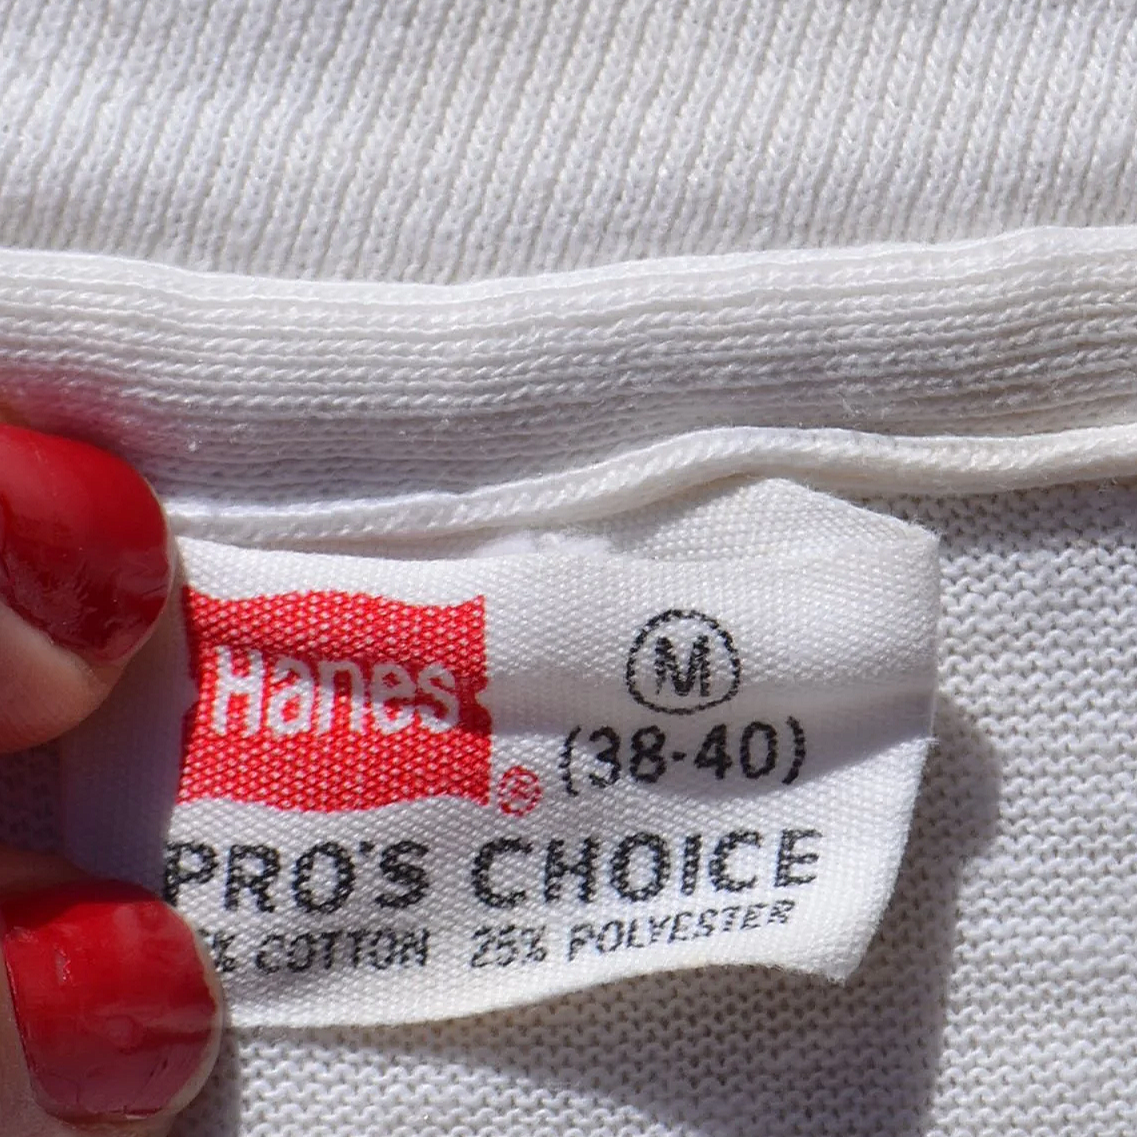 Hanes ®
M
(38-40)
PRO'S CHOICE
% COTTON 25% POLYESTER